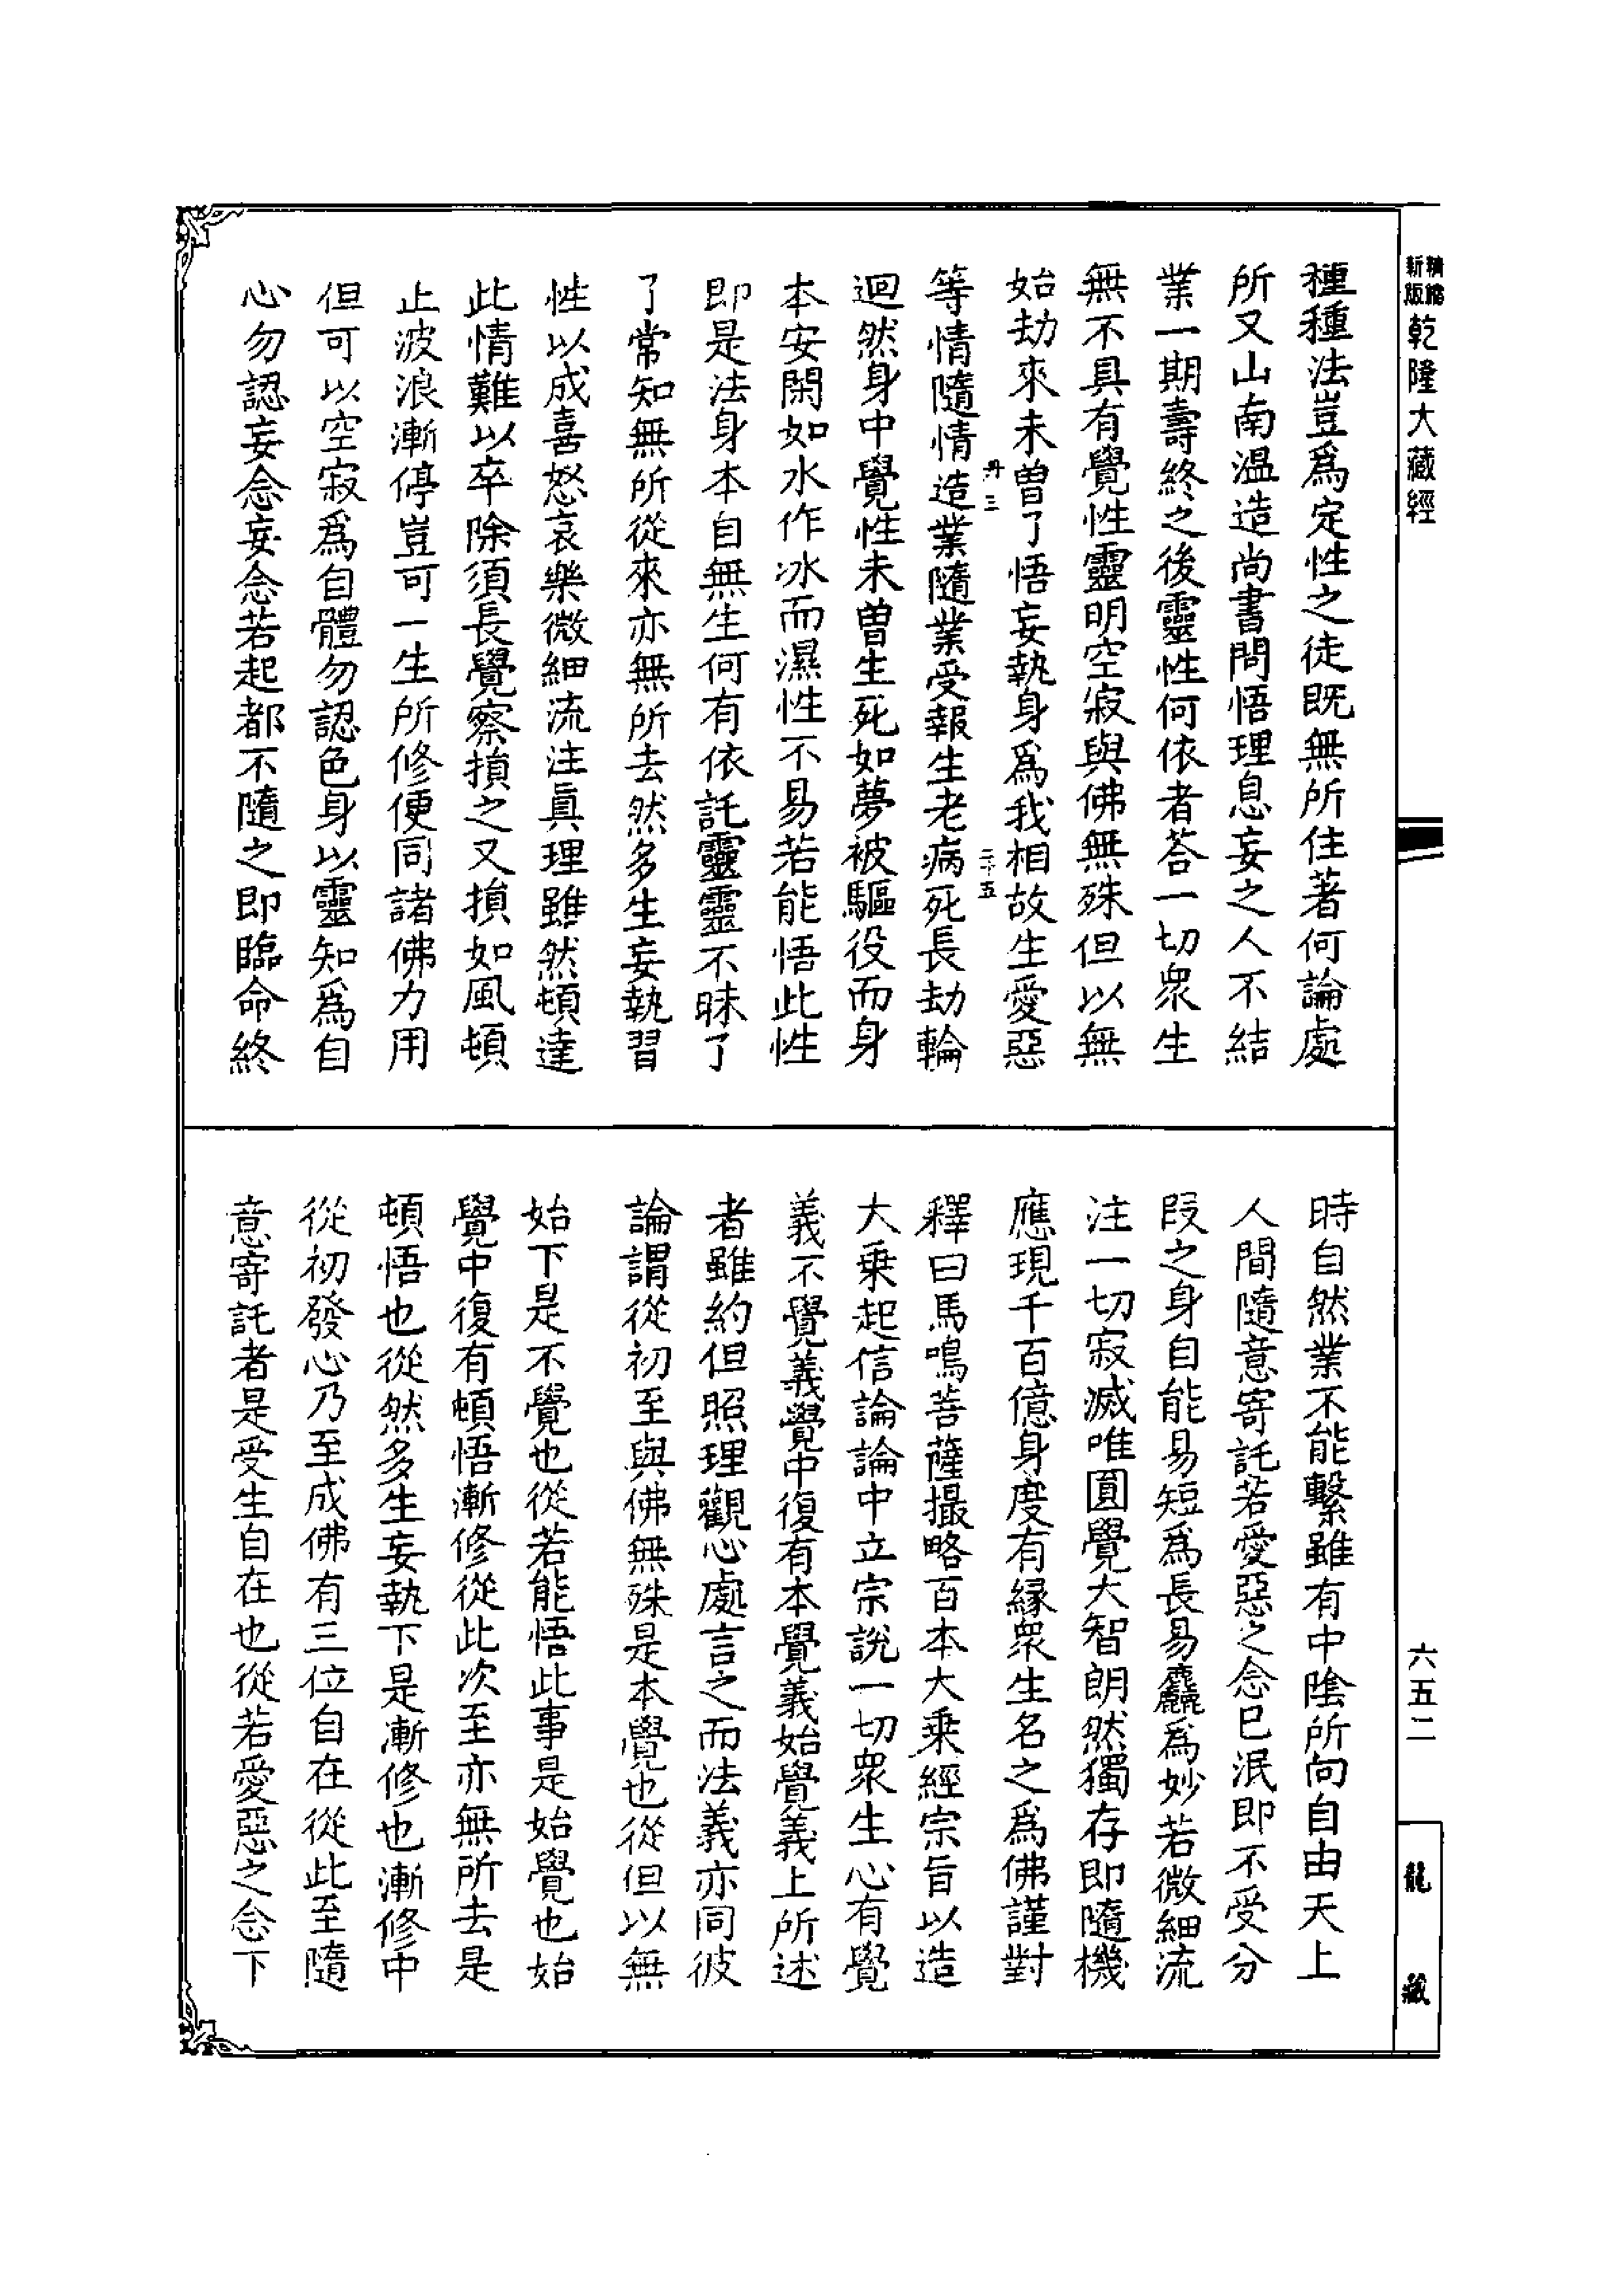 精縮
新版
乾隆大藏經
種種法豈爲定性之徒既無所住著何論處
所又山南温造尚書問悟理息妄之人不結
業一期壽終之後靈性何依者荅一切衆生
無不具有覺性靈明空寂與佛無殊但以無
始劫來未曾了悟妄執身爲我相故生愛惡
丹三
二十五
等情隨情造業隨業受報生老病死長劫輪
迴然身中覺性未曾生死如夢被驅役而身
本安閑如水作冰而濕性不易若能悟此性
即是法身本自無生何有依託靈靈不昧了
了常知無所從來亦無所去然多生妄執習
性以成喜怒哀樂微細流注眞理雖然頓達
此情難以卒除須長覺察損之又損如風頓
止波浪漸停豈可一生所修便同諸佛力用
但可以空寂爲自體勿認色身以靈知爲自
心勿認妄念妄念若起都不隨之即臨命終
時自然業不能繫雖有中陰所向自由天上
人間隨意寄託若愛惡之念已泯即不受分
段之身自能易短爲長易麤爲妙若微細流
注一切寂滅唯圓覺大智朗然獨存即隨機
應現千百億身度有緣衆生名之爲佛謹對
釋曰馬鳴菩薩撮略百本大乘經宗旨以造
大乘起信論論中立宗說一切衆生心有覺
義不覺義覺中復有本覺義始覺義上所述
者雖約但照理觀心處言之而法義亦同彼
論謂從初至與佛無殊是本覺也從但以無
始下是不覺也從若能悟此事是始覺也始
覺中復有頓悟漸修從此次至亦無所去是
頓悟也從然多生妄執下是漸修也漸修中
從初發心乃至成佛有三位自在從此至隨
意寄託者是受生自在也從若愛惡之念下
六五二
龍藏